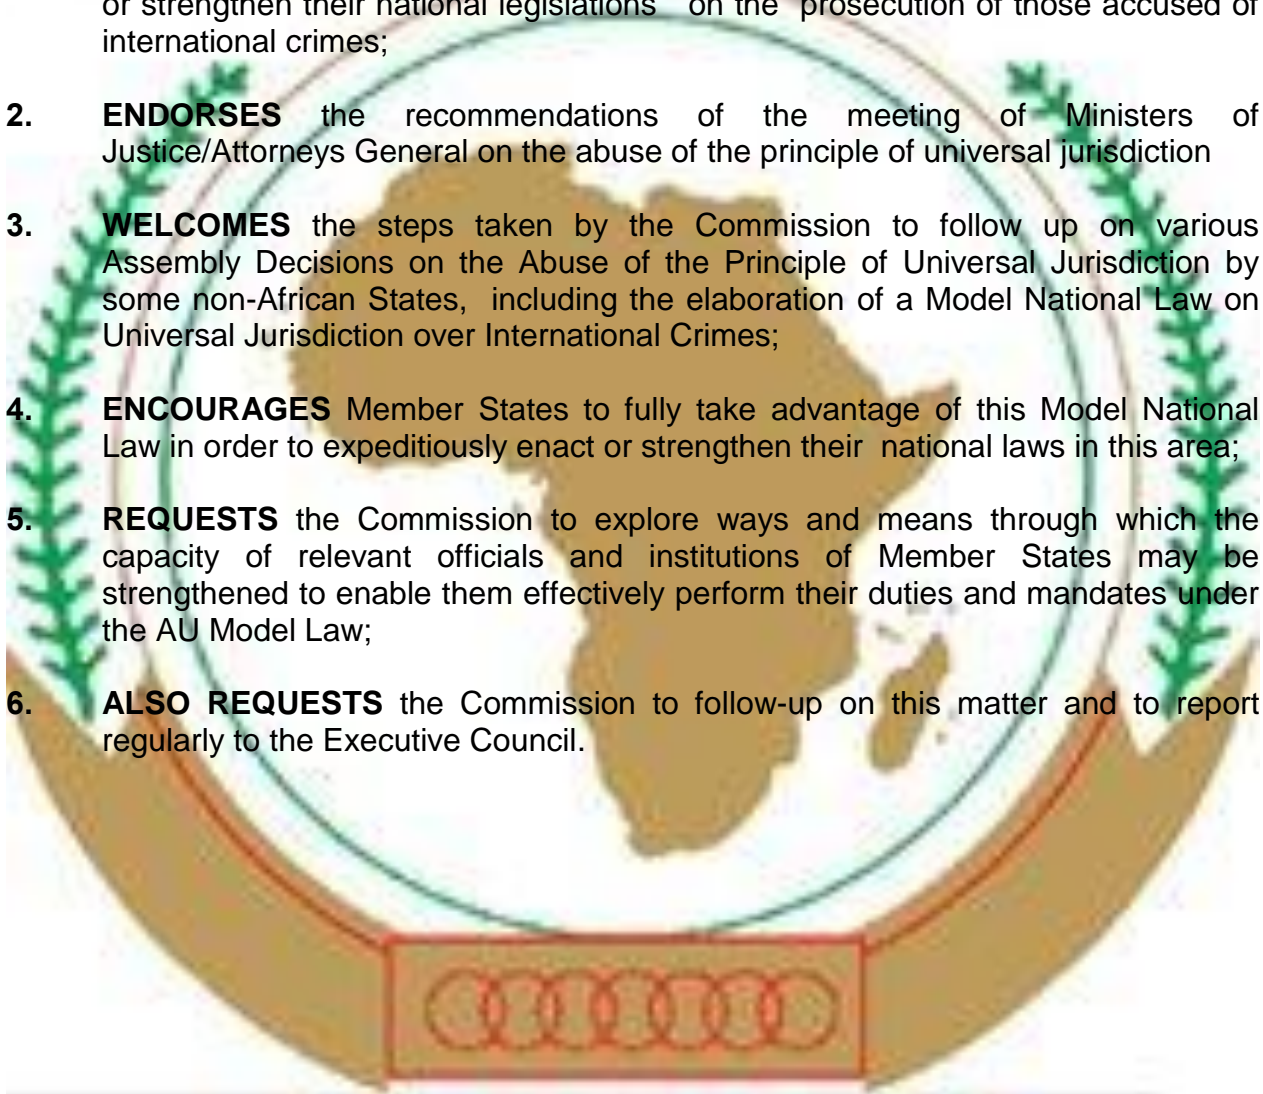 or strengthen their national legislations on the prosecution of those accused of
international crimes;
2. ENDORSES the recommendations of the meeting of Ministers of
Justice/Attorneys General on the abuse of the principle of universal jurisdiction
3. WELCOMES the steps taken by the Commission to follow up on various
Assembly Decisions on the Abuse of the Principle of Universal Jurisdiction by
some non-African States, including the elaboration of a Model National Law on
Universal Jurisdiction over International Crimes;
4. ENCOURAGES Member States to fully take advantage of this Model National
Law in order to expeditiously enact or strengthen their national laws in this area;
5. REQUESTS the Commission to explore ways and means through which the
capacity of relevant officials and institutions of Member States may be
strengthened to enable them effectively perform their duties and mandates under
the AU Model Law;
6. ALSO REQUESTS the Commission to follow-up on this matter and to report
regularly to the Executive Council.